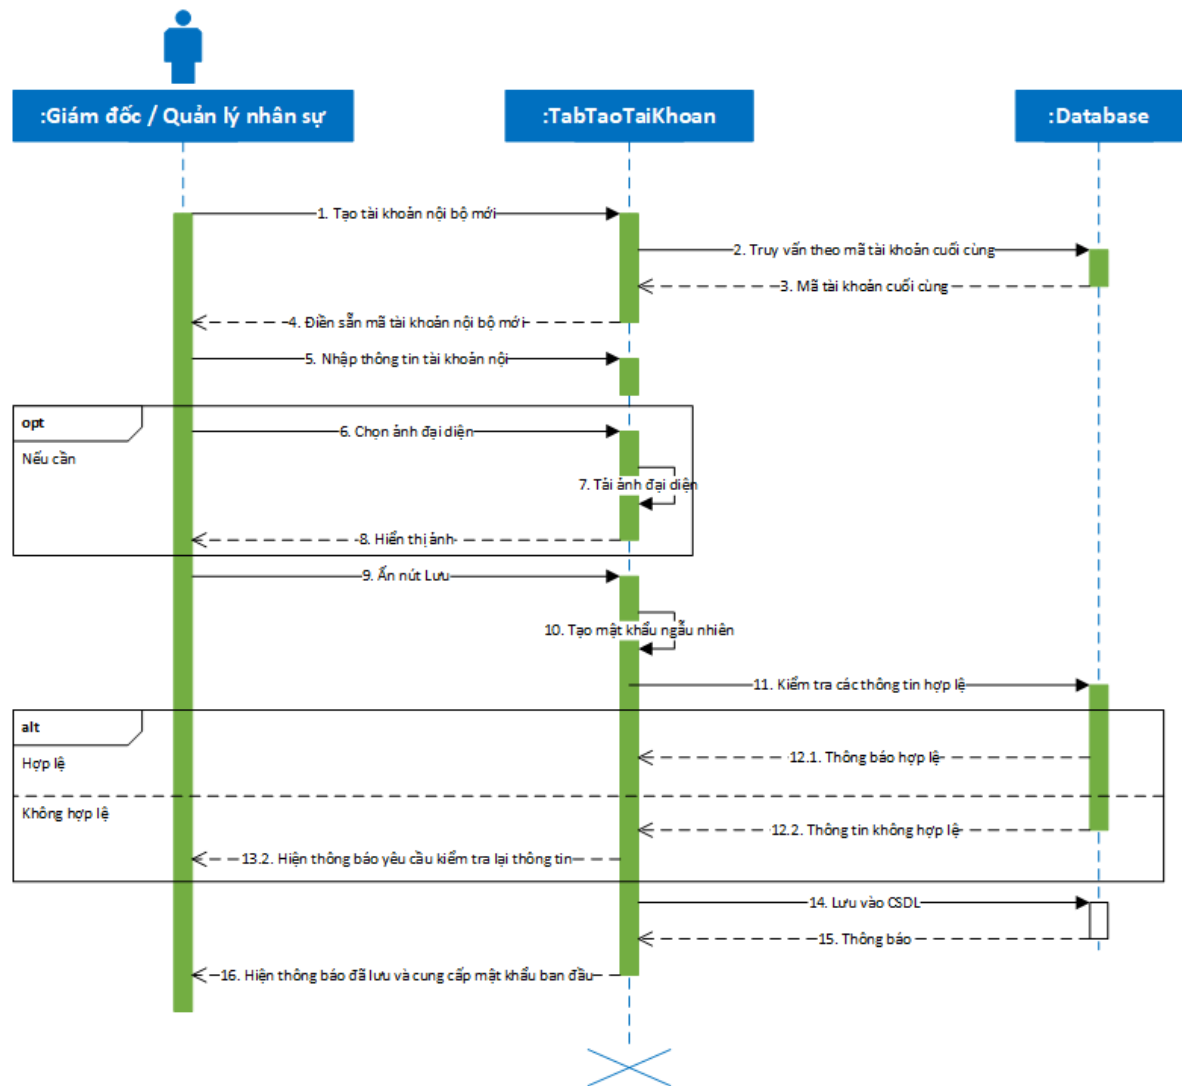 :Giám đốc / Quản lý nhân sự
:TabTaoTaiKhoan
:Database
1. Tạo tài khoản nội bộ mới
2. Truy vấn theo mã tài khoản cuối cùng
3. Mã tài khoản cuối cùng
4. Điền sẵn mã tài khoản nội bộ mới
5. Nhập thông tin tài khoản nội
opt
6. Chọn ảnh đại diện
Nếu cần
7. Tải ảnh đại diện
8. Hiển thị ảnh
9. Ấn nút Lưu
10. Tạo mật khẩu ngẫu nhiên
11. Kiểm tra các thông tin hợp lệ
alt
12.1. Thông báo hợp lệ
Hợp lệ
Không hợp lệ
12.2. Thông tin không hợp lệ
13.2. Hiện thông báo yêu cầu kiểm tra lại thông tin
14. Lưu vào CSDL
15. Thông báo
16. Hiện thông báo đã lưu và cung cấp mật khẩu ban đầu